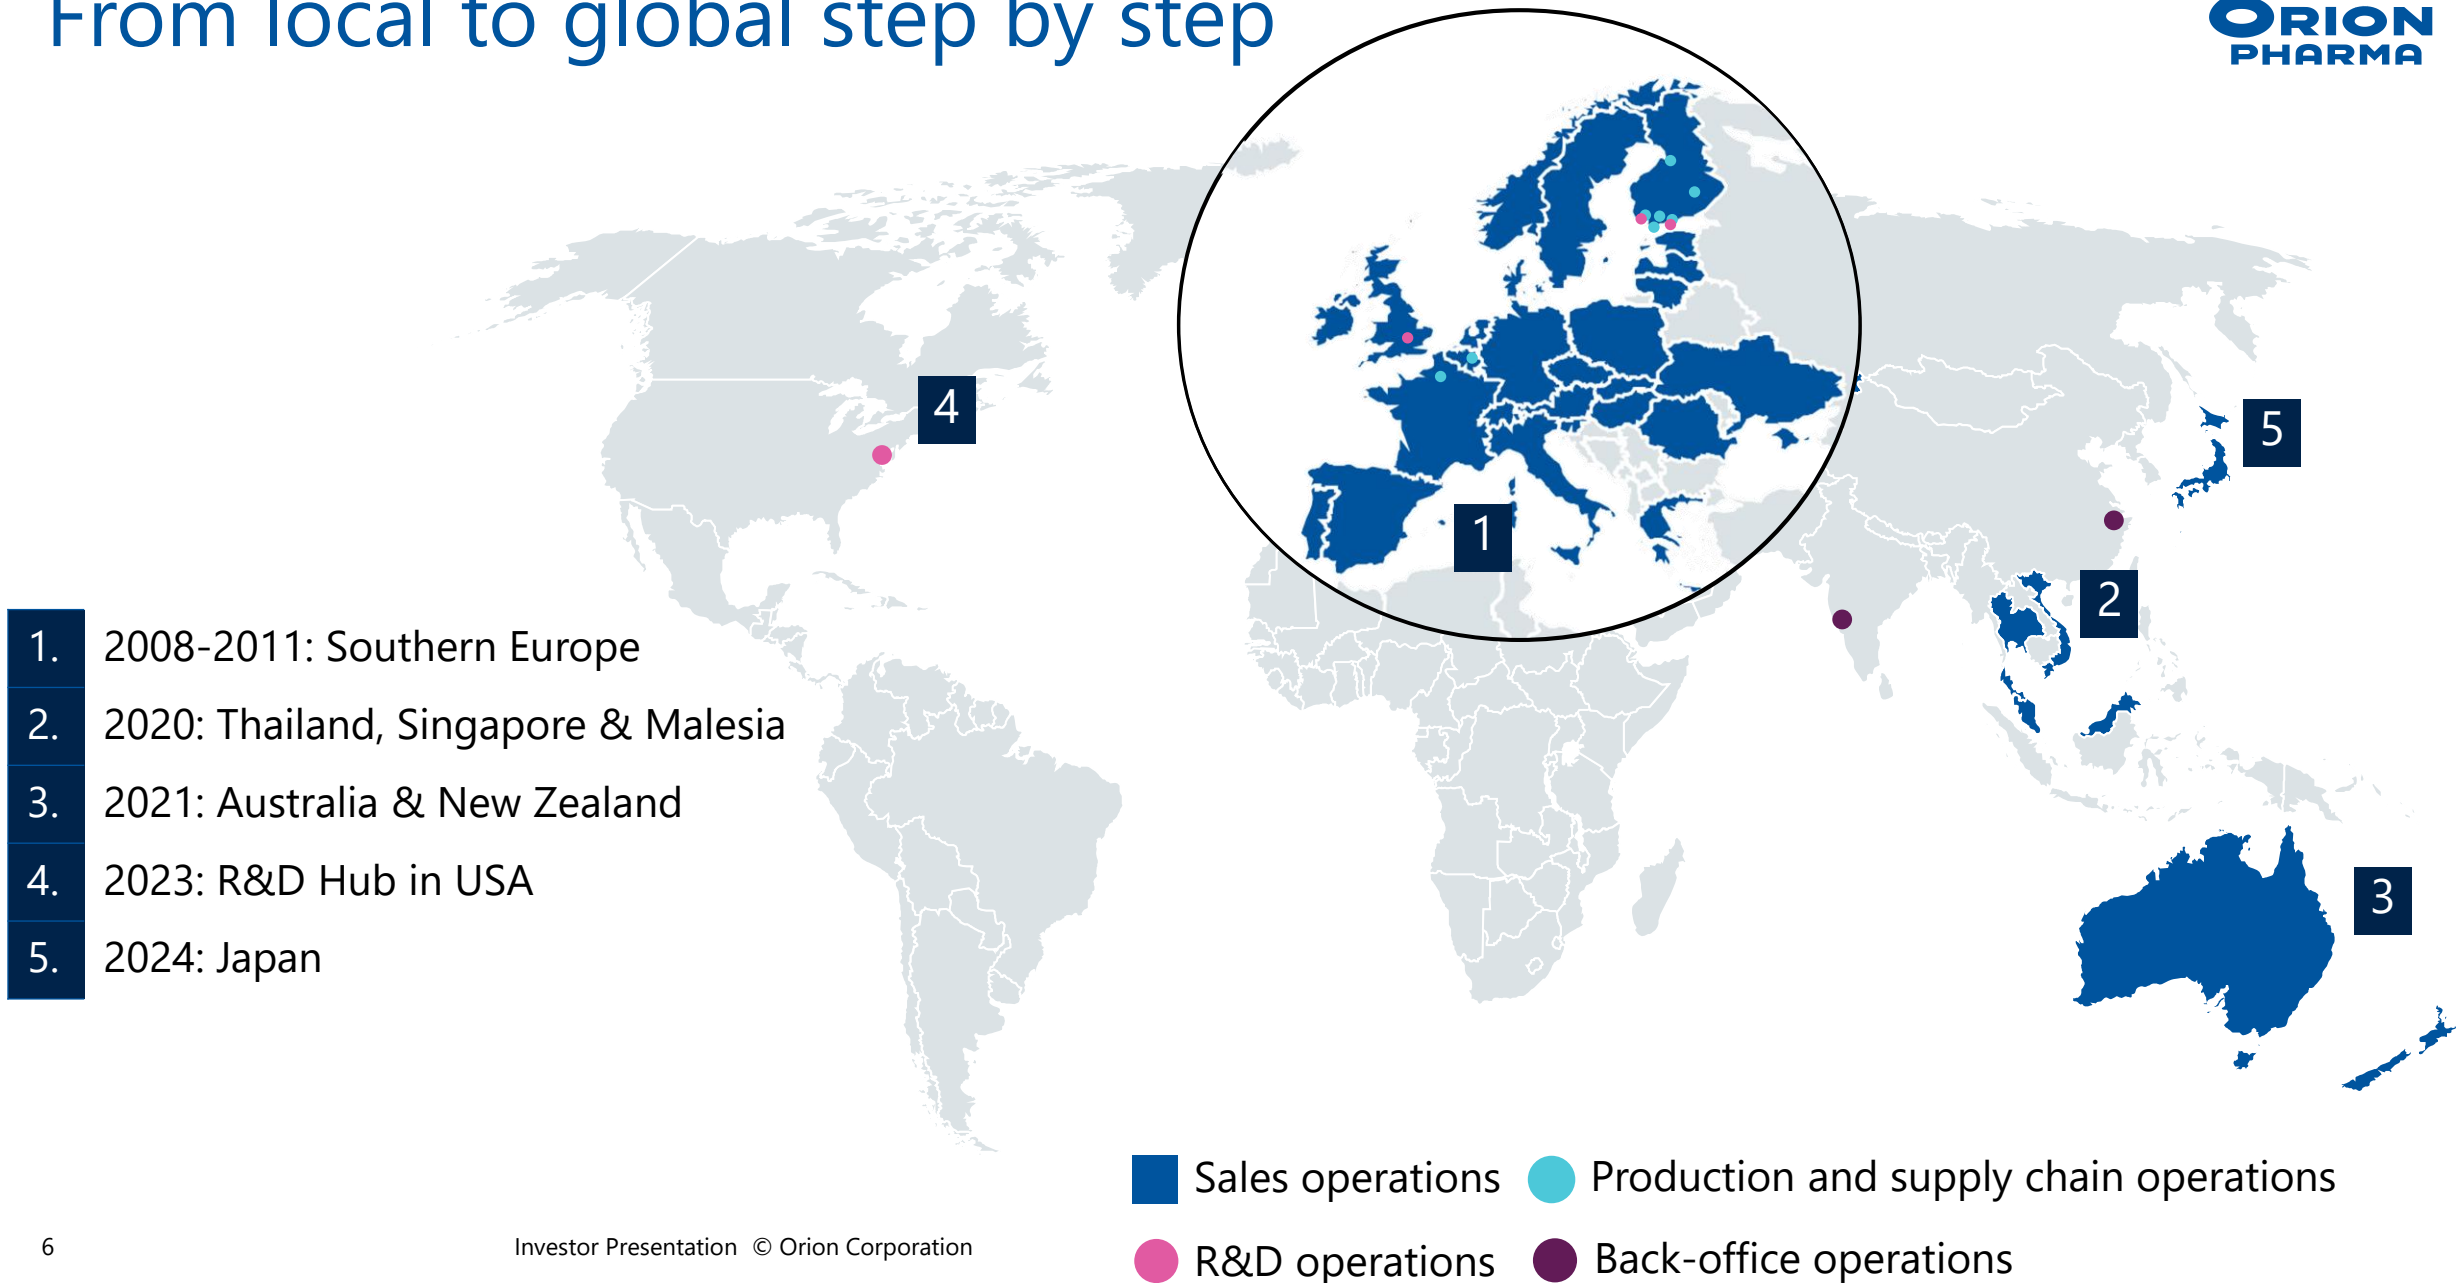 From local to global step by step
ORION
PHARMA
4
5
1
2
3
1. 2008-2011: Southern Europe
2. 2020: Thailand, Singapore & Malesia
3. 2021: Australia & New Zealand
4. 2023: R&D Hub in USA
5. 2024: Japan
Sales operations
Production and supply chain operations
R&D operations
Back-office operations
6
Investor Presentation © Orion Corporation